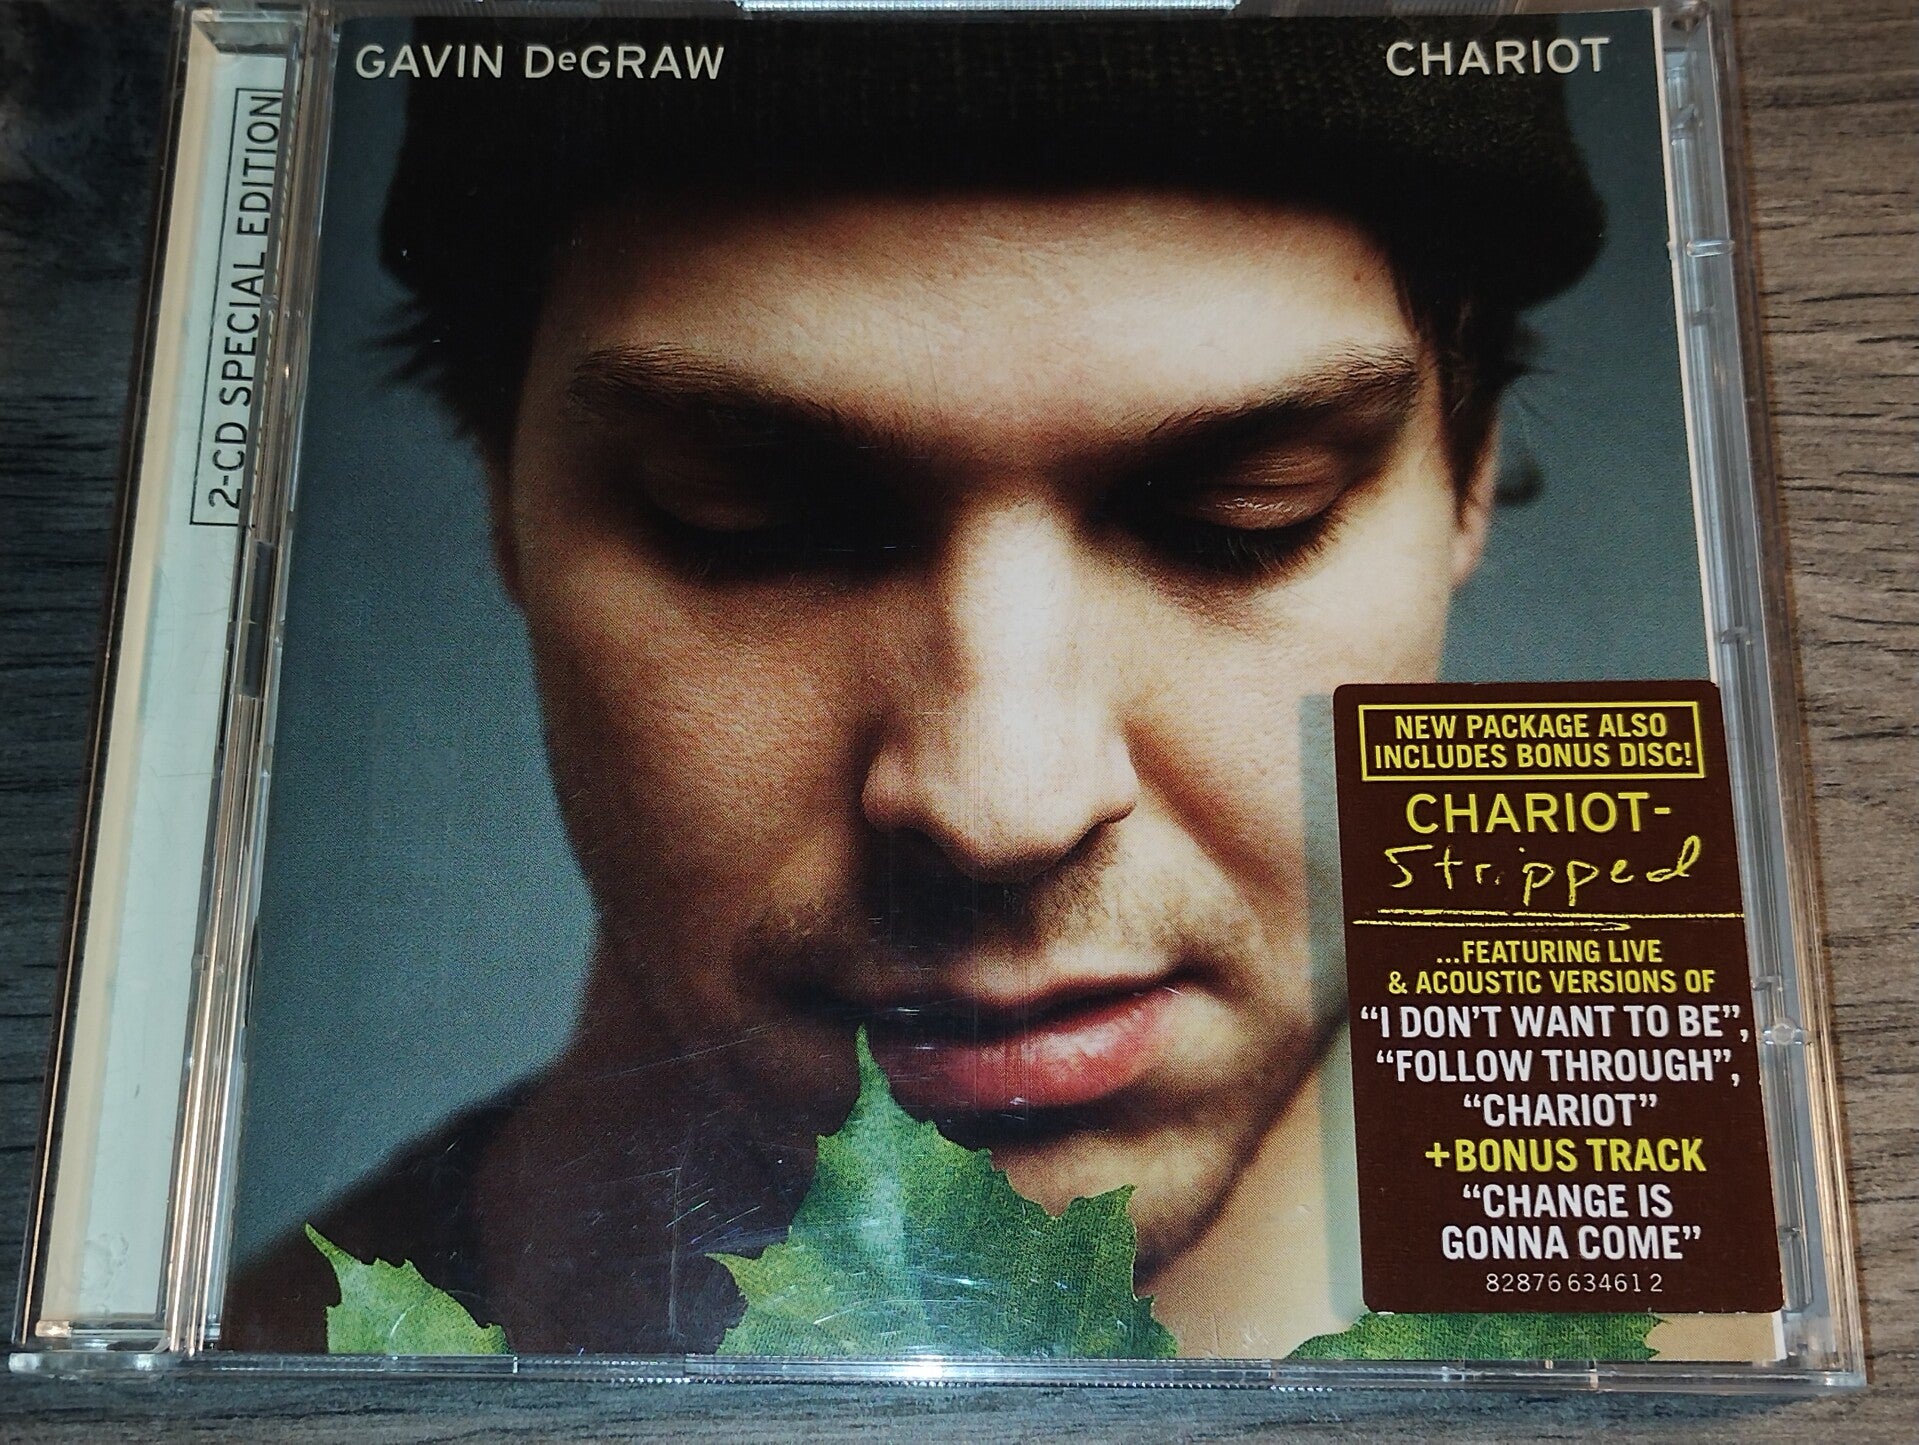 GAVIN DeGRAW
CHARIOT
2-CD SPECIAL EDITION
NEW PACKAGE ALSO
INCLUDES BONUS DISC!
CHARIOT-
Stripped
...FEATURING LIVE
& ACOUSTIC VERSIONS OF
“I DON'T WANT TO BE”,
“FOLLOW THROUGH”,
“CHARIOT”
+BONUS TRACK
“CHANGE IS
GONNA COME”
82876 63461 2